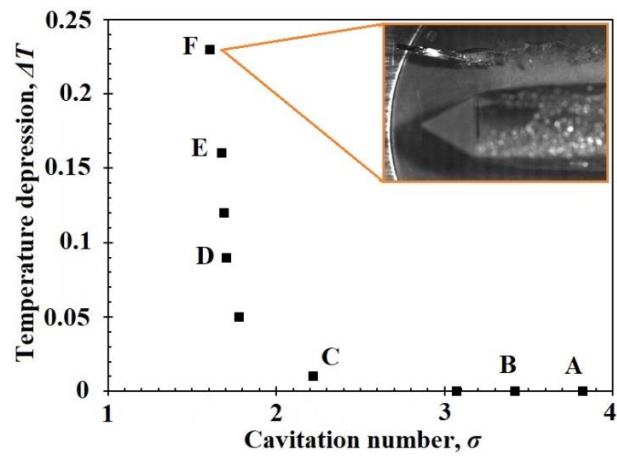 0.25
0.2
0.15
0.1
0.05
0
Temperature depression, ΔT
F
E
D
C
B
A
1
2
3
4
Cavitation number, σ